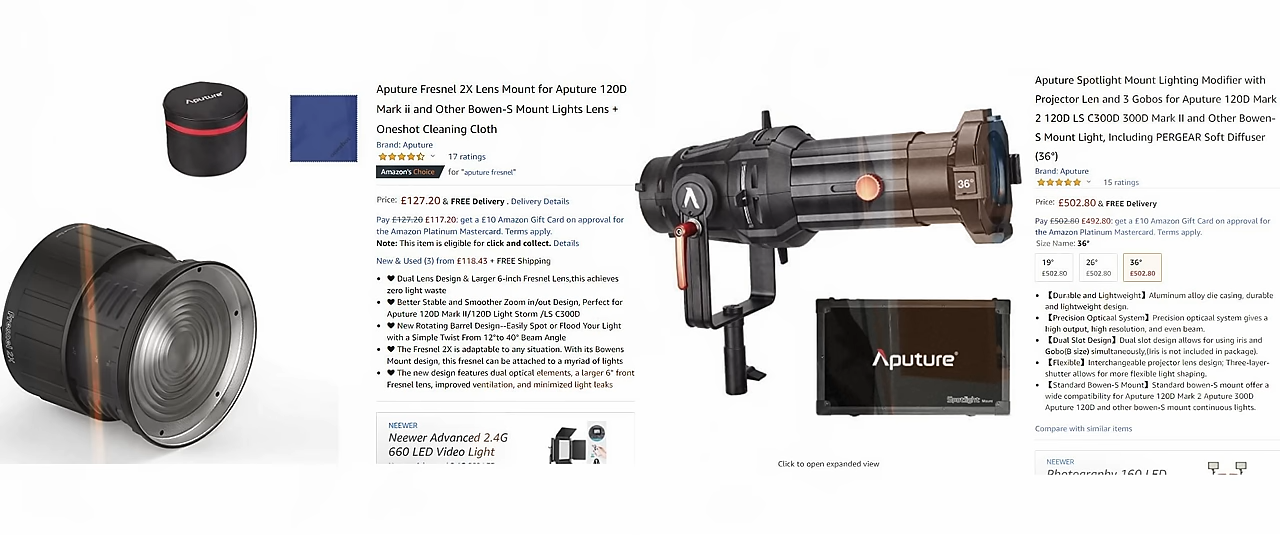 Aputure
Fresnel 2X
Aputure Fresnel 2X Lens Mount for Aputure 120D
Mark ii and Other Bowen-S Mount Lights Lens +
Oneshot Cleaning Cloth
Brand: Aputure
17 ratings
Amazon's Choice for "aputure fresnel"
Price: £127.20 & FREE Delivery . Delivery Details
Pay £127.20 £117.20: get a £10 Amazon Gift Card on approval for
the Amazon Platinum Mastercard. Terms apply.
Note: This item is eligible for click and collect. Details
New & Used (3) from £118.43 + FREE Shipping
• ♥ Dual Lens Design & Larger 6-inch Fresnel Lens,this achieves
zero light waste
• ♥ Better Stable and Smoother Zoom in/out Design, Perfect for
Aputure 120D Mark II/120D Light Storm /LS C300D
• ♥ New Rotating Barrel Design--Easily Spot or Flood Your Light
with a Simple Twist From 12°to 40° Beam Angle
• ♥ The Fresnel 2X is adaptable to any situation. With its Bowens
Mount design, this fresnel can be attached to a myriad of lights
• ♥ The new design features dual optical elements, a larger 6" front
Fresnel lens, improved ventilation, and minimized light leaks
NEEWER
Neewer Advanced 2.4G
660 LED Video Light
36°
Aputure
Spotlight Mount
Click to open expanded view
Aputure Spotlight Mount Lighting Modifier with
Projector Len and 3 Gobos for Aputure 120D Mark
2 120D LS C300D 300D Mark II and Other Bowen-
S Mount Light, Including PERGEAR Soft Diffuser
(36°)
Brand: Aputure
15 ratings
Price: £502.80 & FREE Delivery
Pay £502.80 £492.80: get a £10 Amazon Gift Card on approval for
the Amazon Platinum Mastercard. Terms apply.
Size Name: 36°
19° 26° 36°
£502.80 £502.80 £502.80
• 【Durable and Lightweight】Aluminum alloy die casing, durable
and lightweight design.
• 【Precision Opticaal System】Precision opticaal system gives a
high output, high resolution, and even beam.
• 【Dual Slot Design】Dual slot design allows for using iris and
Gobo(B size) simultaneously,(Iris is not included in package).
• 【Flexible】Interchangeable projector lens design; Three-layer-
shutter allows for more flexible light shaping.
• 【Standard Bowen-S Mount】Standard bowen-S mount offer a
wide compatibility for Aputure 120D Mark 2 Aputure 300D
Aputure 120D and other bowen-S mount continuous lights.
Compare with similar items
NEEWER
Photography 160 LED